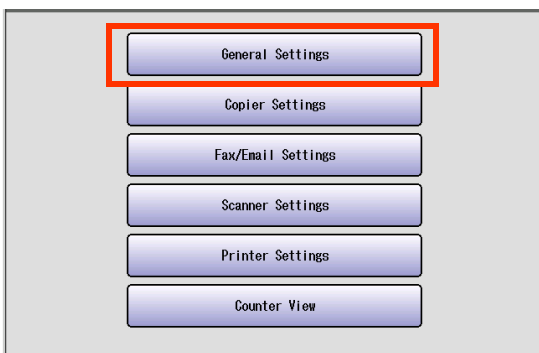 General Settings
Copier Settings
Fax/Email Settings
Scanner Settings
Printer Settings
Counter View